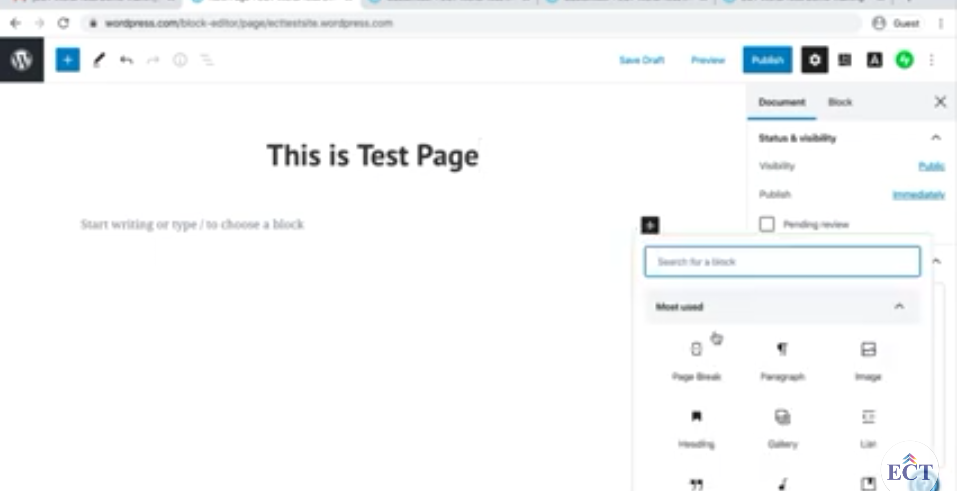 wordpress.com/block-editor/page/ecttestsite.wordpress.com
Guest
Save Draft
Preview
Publish
Document
Block
This is Test Page
Status & visibility
Visibility
Public
Publish
Immediately
Start writing or type / to choose a block
Pending review
Search for a block
Most used
Page Break
Paragraph
Image
Heading
Gallery
List
ECT